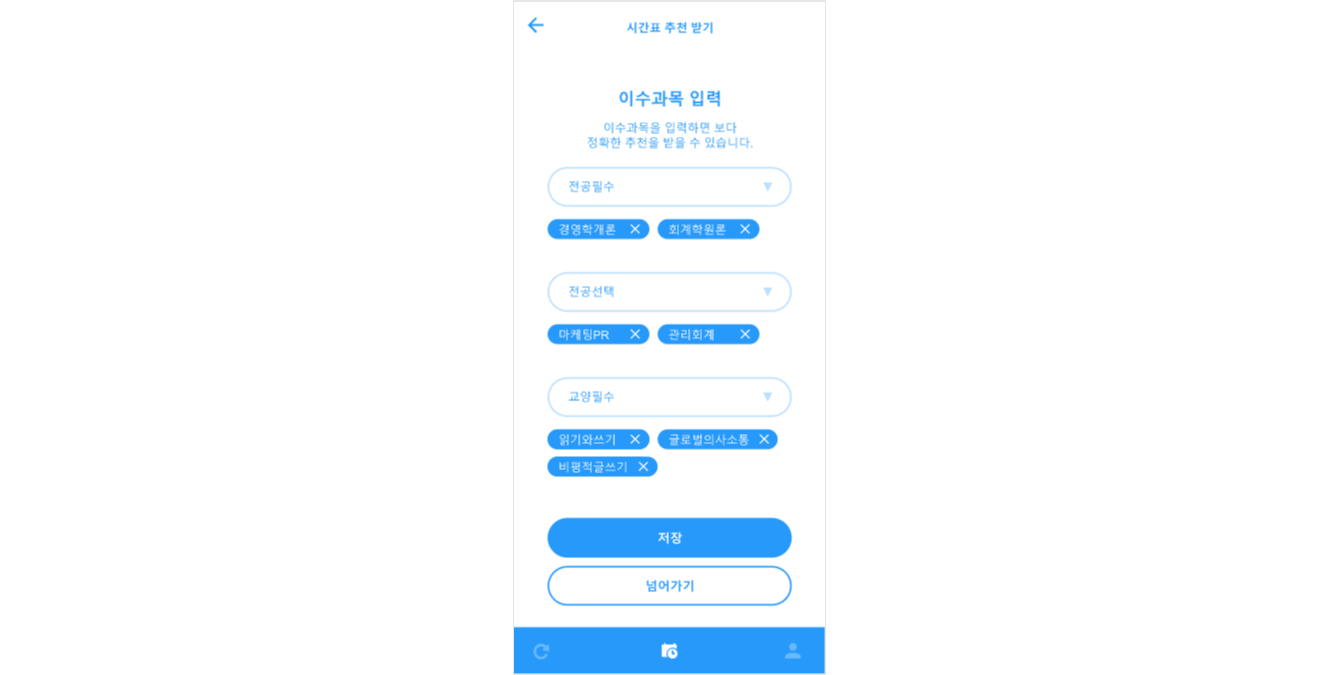 시간표 추천 받기
이수과목 입력
이수과목을 입력하면 보다
정확한 추천을 받을 수 있습니다.
전공필수
경영학개론 회계학원론
전공선택
마케팅PR 관리회계
교양필수
읽기와쓰기 글로벌의사소통
비평적글쓰기
저장
넘어가기